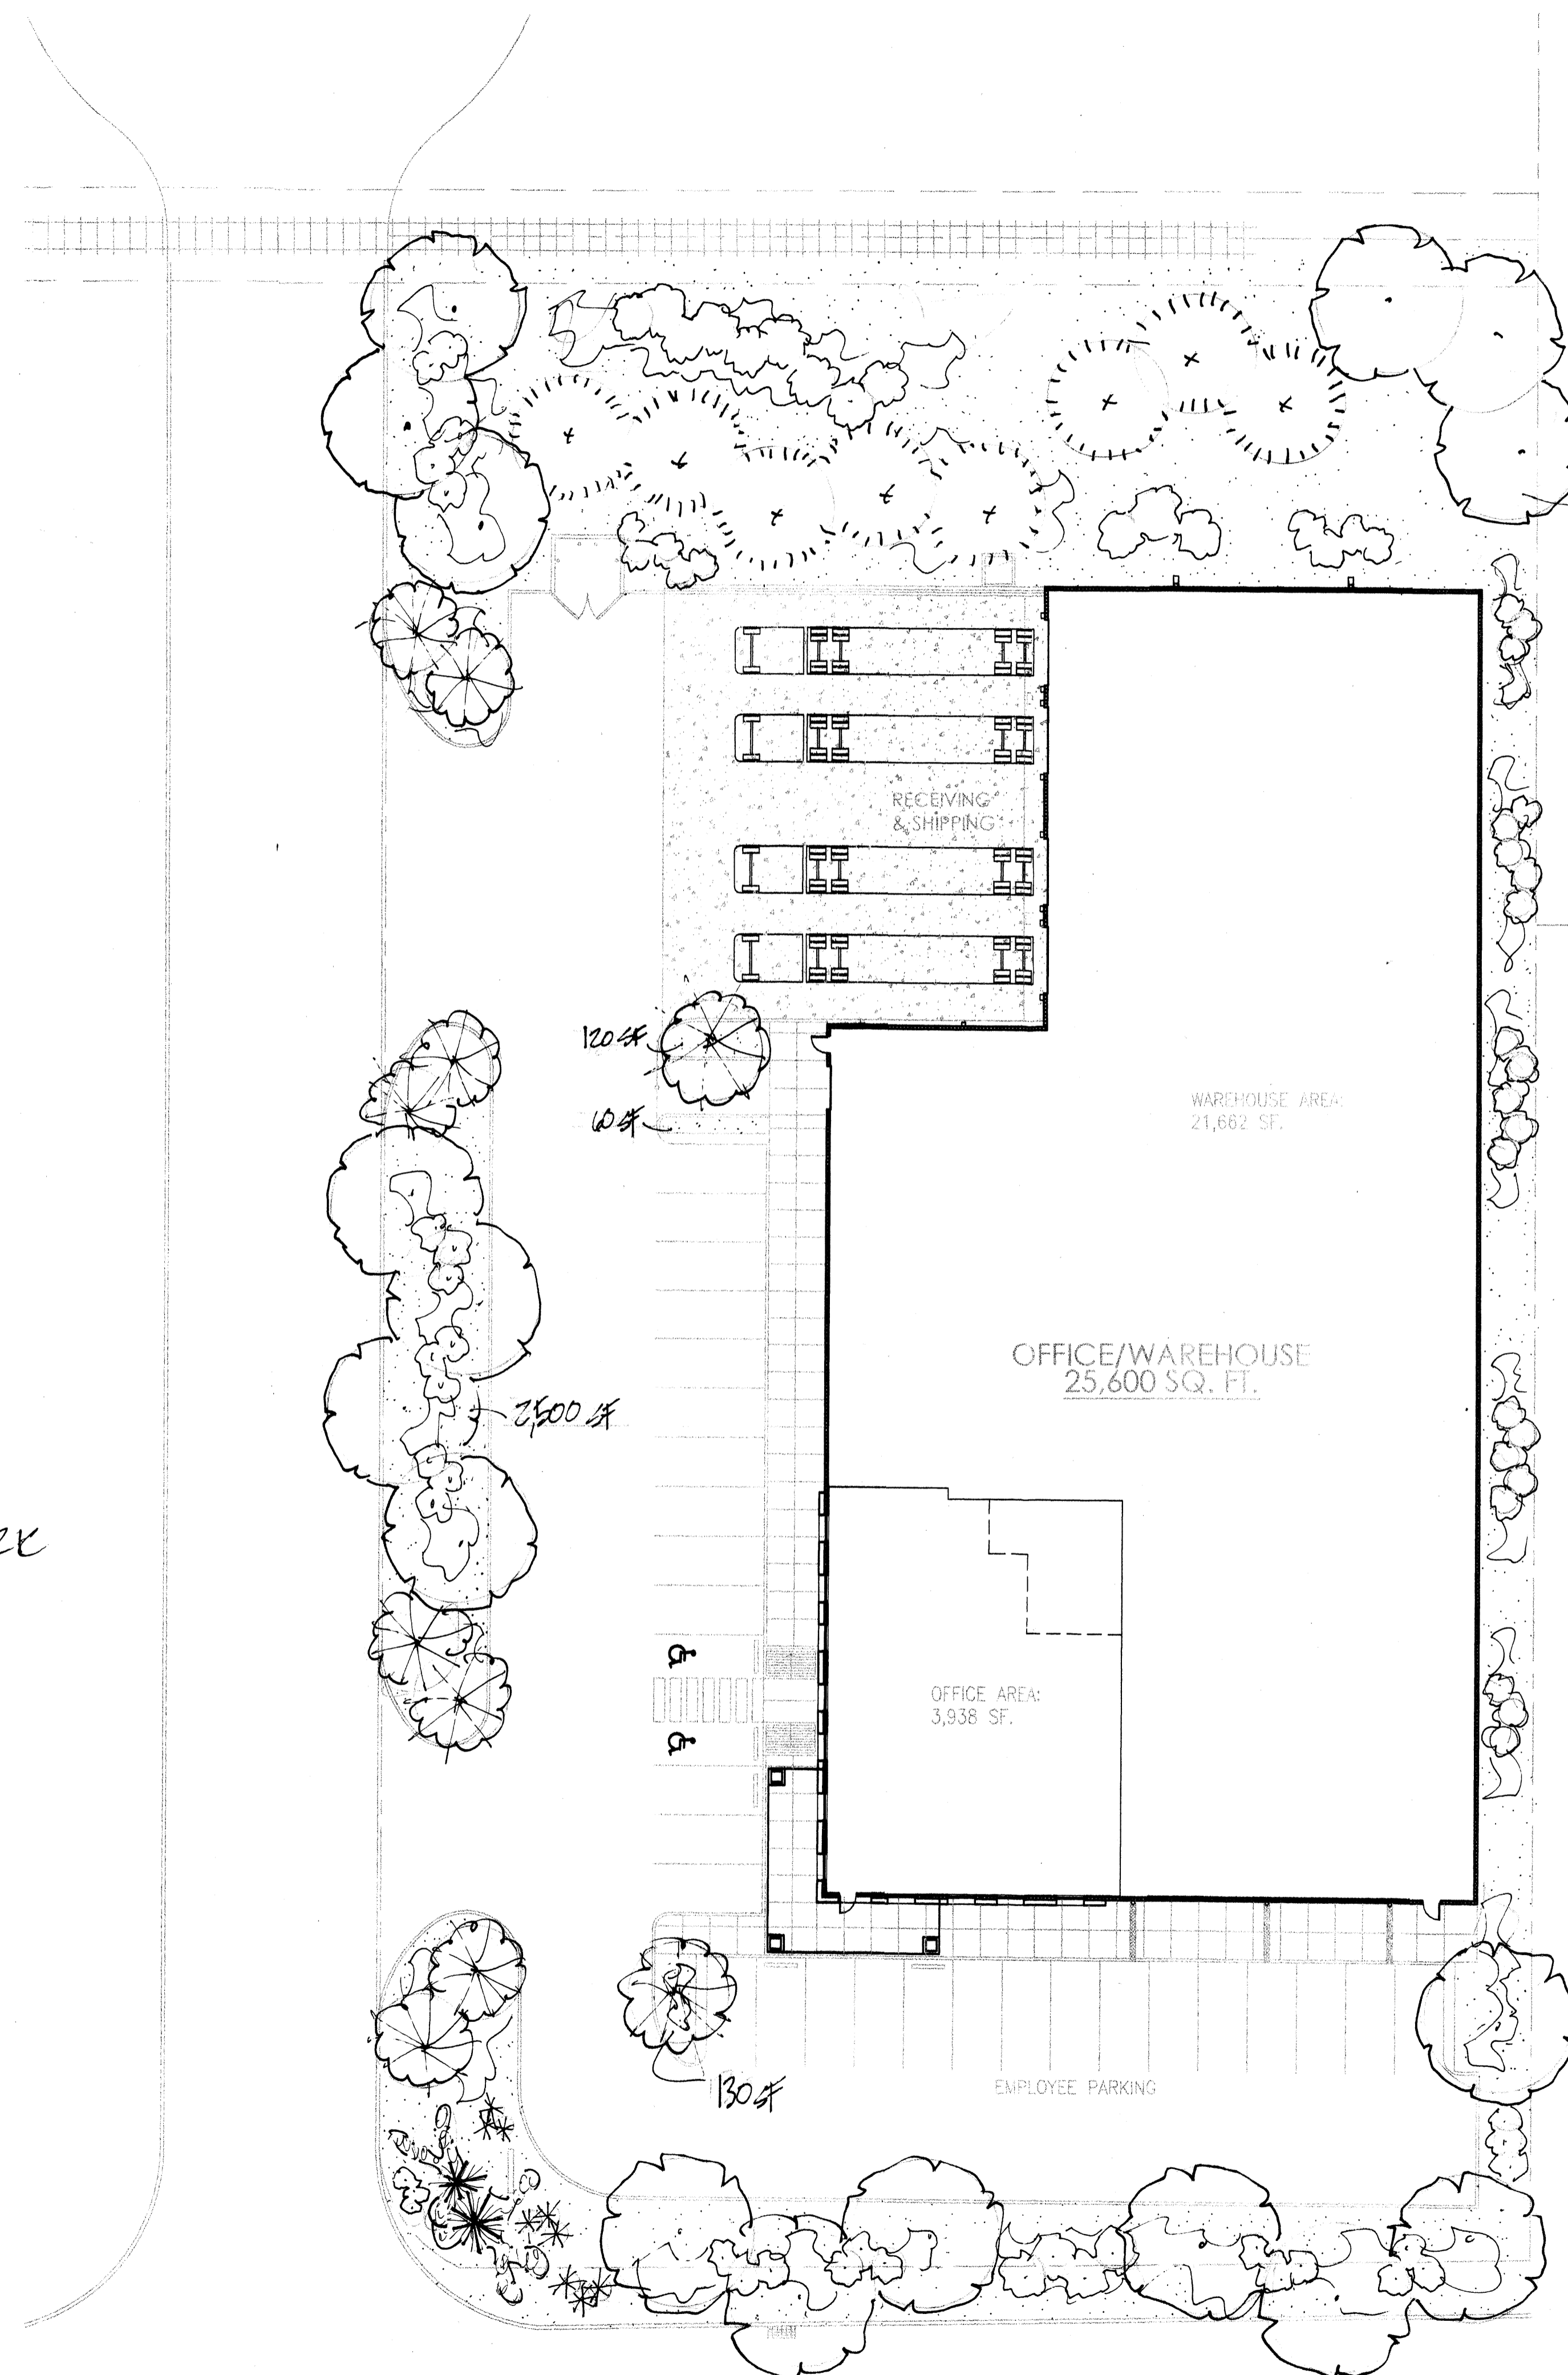 RECEIVING
& SHIPPING
120 SF
60 SF
WAREHOUSE AREA:
21,662 SF.
OFFICE/WAREHOUSE
25,600 SQ. FT.
2,500 SF
OFFICE AREA:
3,938 SF.
130 SF
EMPLOYEE PARKING